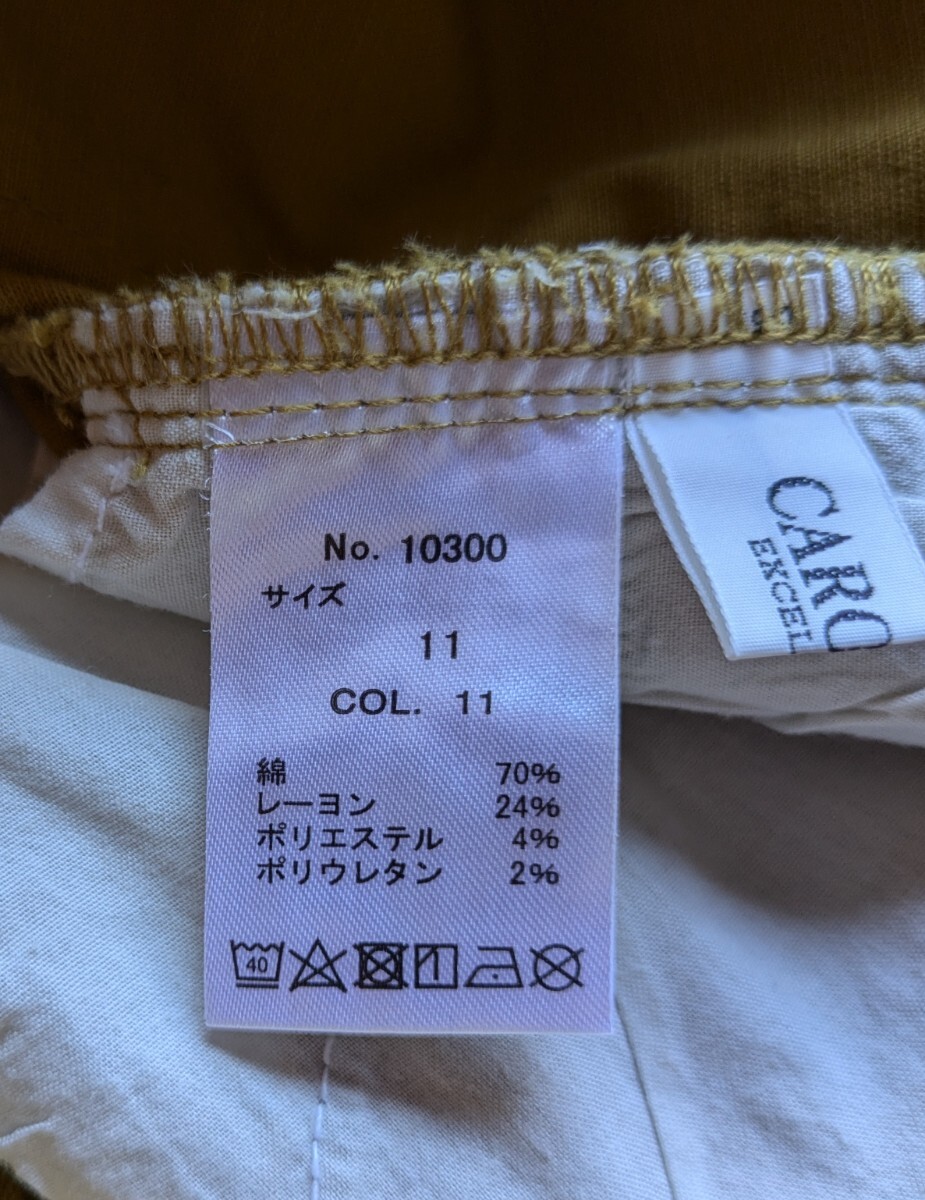 No. 10300
サイズ
11
COL. 11
綿 70%
レーヨン 24%
ポリエステル 4%
ポリウレタン 2%
40
CARO
EXCEL